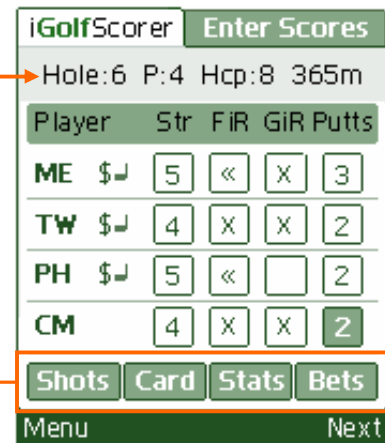 iGolfScorer Enter Scores
Hole:6 P:4 Hcp:8 365m
Player Str FiR GiR Putts
ME $↲ 5 « X 3
TW $↲ 4 X X 2
PH $↲ 5 « 2
CM 4 X X 2
Shots Card Stats Bets
Menu Next